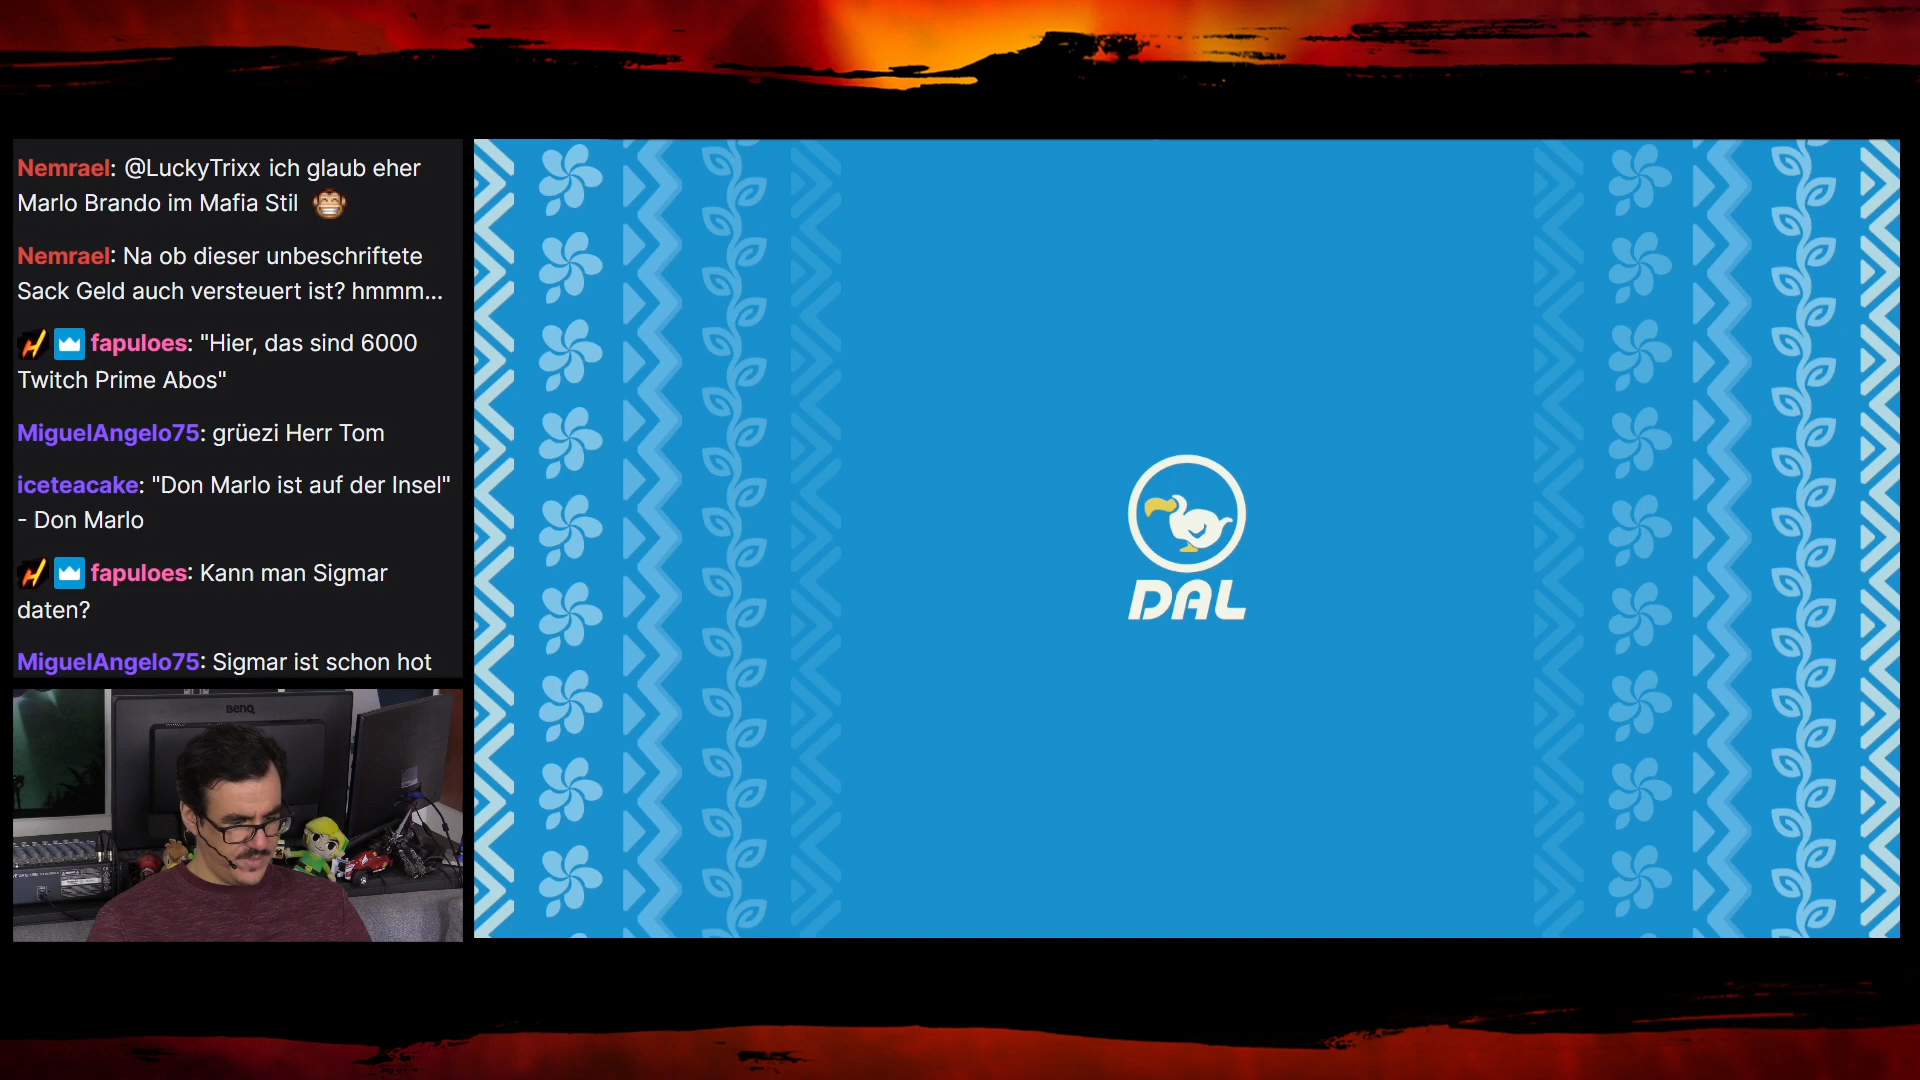 Nemrael: @LuckyTrixx ich glaub eher
Marlo Brando im Mafia Stil
Nemrael: Na ob dieser unbeschriftete
Sack Geld auch versteuert ist? hmmm...
fapuloes: "Hier, das sind 6000
Twitch Prime Abos"
MiguelAngelo75: grüezi Herr Tom
iceteacake: "Don Marlo ist auf der Insel"
- Don Marlo
fapuloes: Kann man Sigmar
daten?
MiguelAngelo75: Sigmar ist schon hot
BenQ
DAL